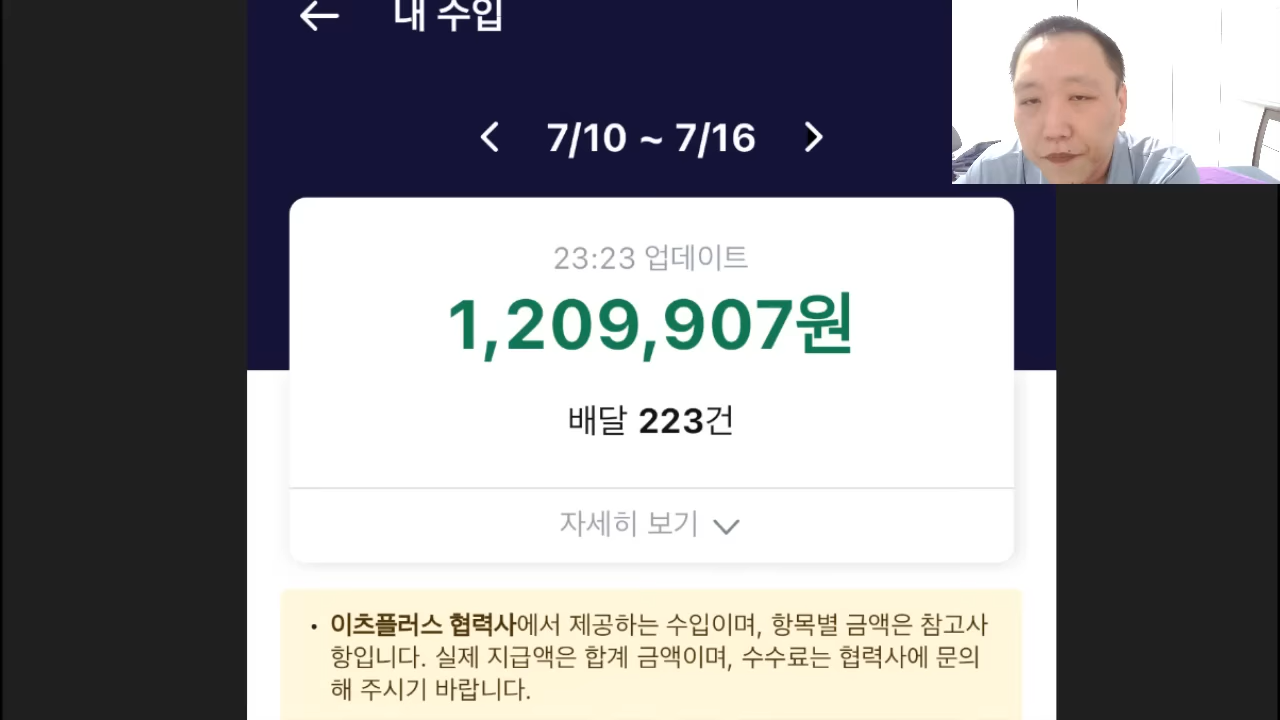 내 수입
7/10 ~ 7/16
23:23 업데이트
1,209,907원
배달 223건
자세히 보기
• 이츠플러스 협력사에서 제공하는 수입이며, 항목별 금액은 참고사
항입니다. 실제 지급액은 합계 금액이며, 수수료는 협력사에 문의
해 주시기 바랍니다.